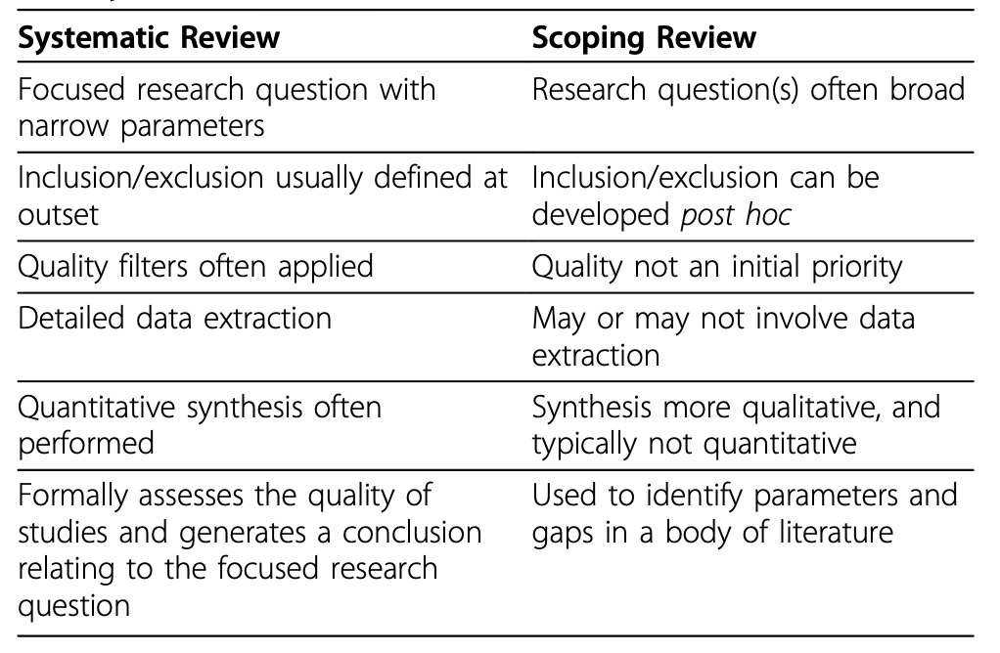 Systematic Review
Scoping Review
Focused research question with
narrow parameters
Research question(s) often broad
Inclusion/exclusion usually defined at
outset
Inclusion/exclusion can be
developed post hoc
Quality filters often applied
Quality not an initial priority
Detailed data extraction
May or may not involve data
extraction
Quantitative synthesis often
performed
Synthesis more qualitative, and
typically not quantitative
Formally assesses the quality of
studies and generates a conclusion
relating to the focused research
question
Used to identify parameters and
gaps in a body of literature